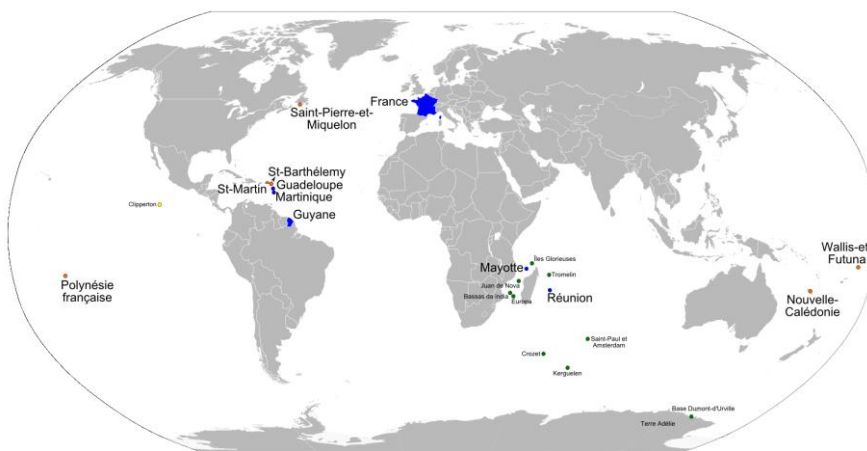 France
Saint-Pierre-et-
Miquelon
St-Barthélemy
St-Martin
Guadeloupe
Martinique
Clipperton
Guyane
Polynésie
française
Mayotte
Îles Glorieuses
Tromelin
Juan de Nova
Bassas da India
Europa
Réunion
Wallis-et-
Futuna
Nouvelle-
Calédonie
Saint-Paul et
Amsterdam
Crozet
Kerguelen
Base Dumont-d'Urville
Terre Adélie